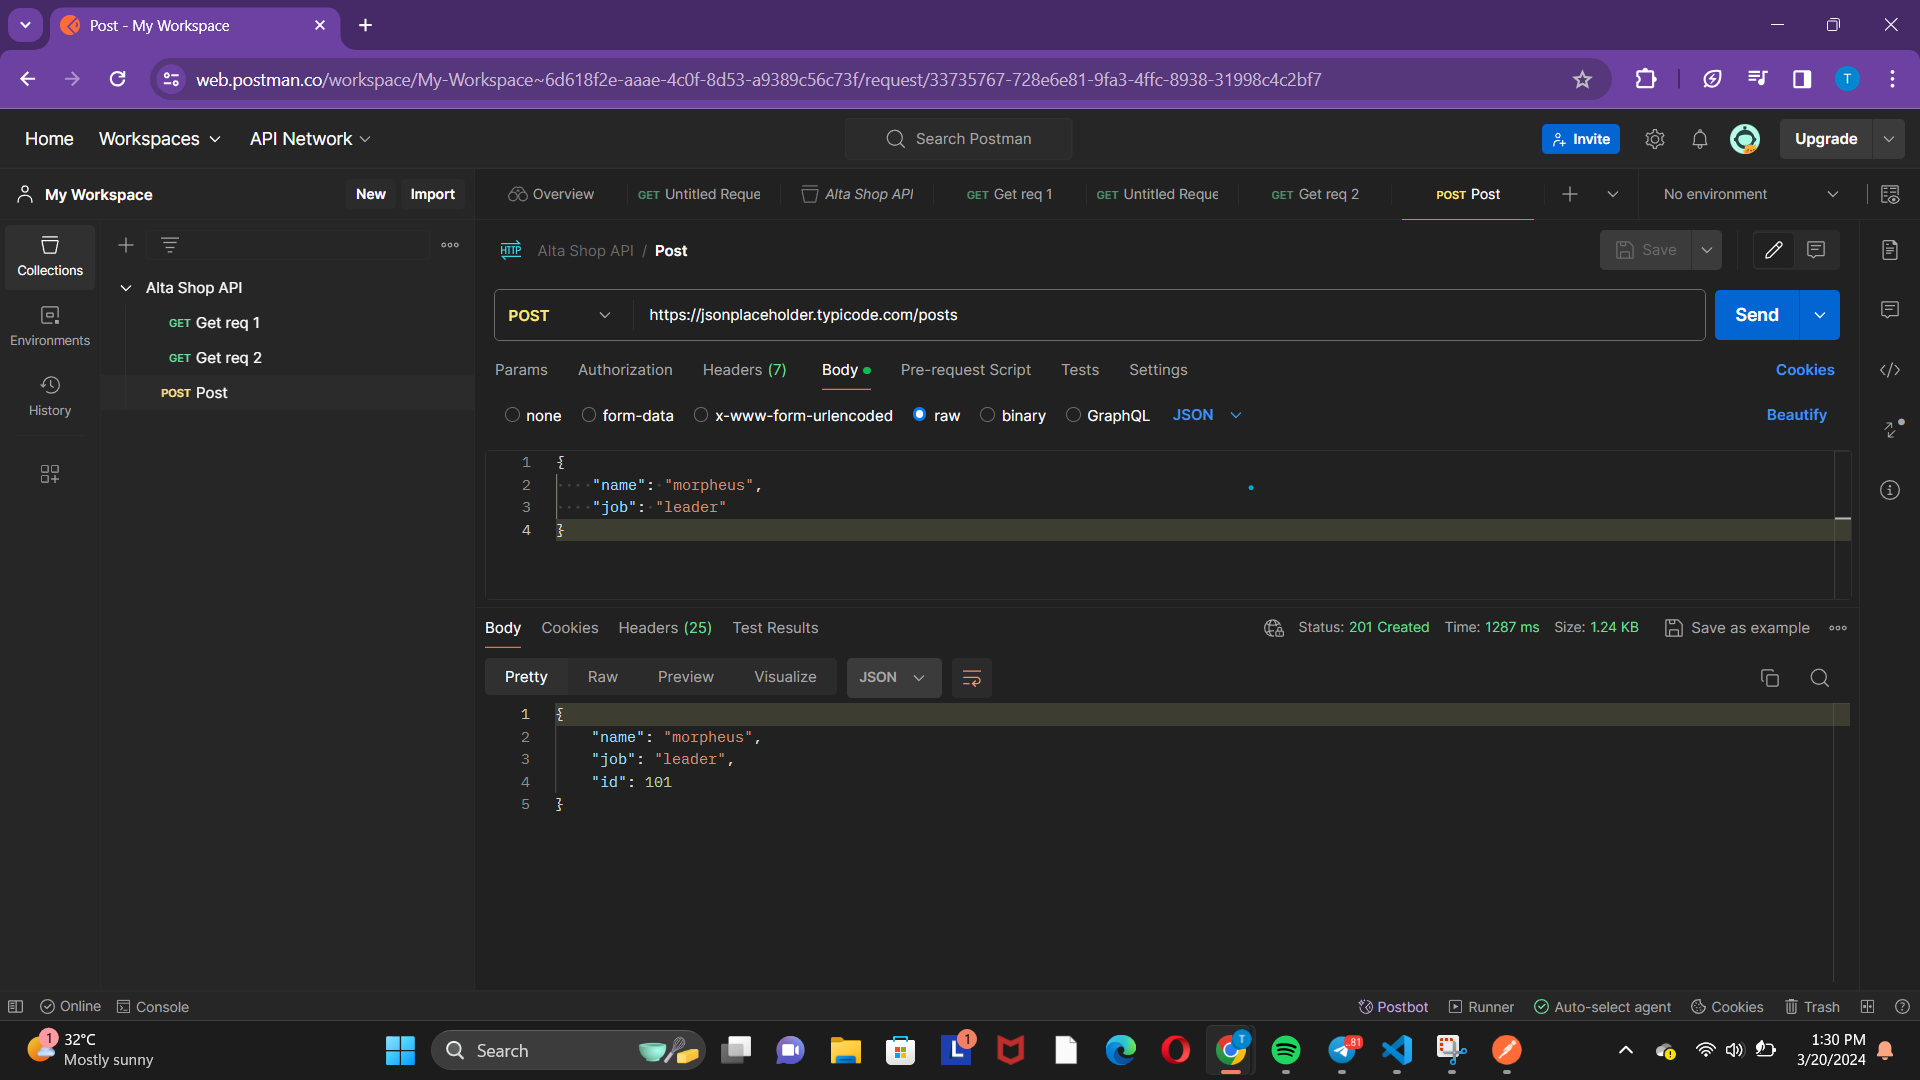 Post - My Workspace
web.postman.co/workspace/My-Workspace~6d618f2e-aaae-4c0f-8d53-a9389c56c73f/request/33735767-728e6e81-9fa3-4ffc-8938-31998c4c2bf7
T
Home Workspaces API Network Search Postman Invite Upgrade
My Workspace New Import Overview GET Untitled Reque Alta Shop API GET Get req 1 GET Untitled Reque GET Get req 2 POST Post No environment
Collections
Environments
History
Alta Shop API
GET Get req 1
GET Get req 2
POST Post
HTTP Alta Shop API / Post Save
POST https://jsonplaceholder.typicode.com/posts Send
Params Authorization Headers (7) Body Pre-request Script Tests Settings Cookies
none form-data x-www-form-urlencoded raw binary GraphQL JSON Beautify
1 {
2 "name": "morpheus",
3 "job": "leader"
4 }
Body Cookies Headers (25) Test Results Status: 201 Created Time: 1287 ms Size: 1.24 KB Save as example
Pretty Raw Preview Visualize JSON
1 {
2 "name": "morpheus",
3 "job": "leader",
4 "id": 101
5 }
Online Console Postbot Runner Auto-select agent Cookies Trash
1 32°C
Mostly sunny
Search
L 1
T
81
1:30 PM
3/20/2024